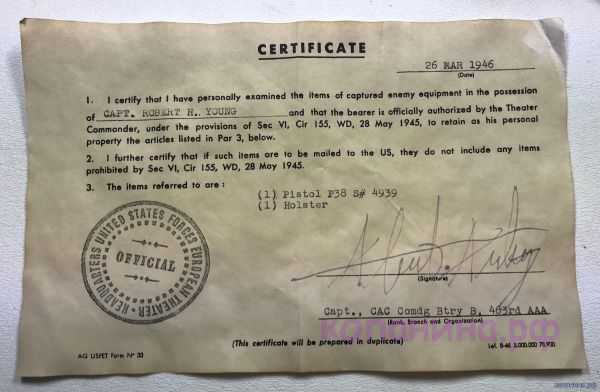 CERTIFICATE
26 MAR 1946
(Date)
1. I certify that I have personally examined the items of captured enemy equipment in the possession
of CAPT. ROBERT H. YOUNG and that the bearer is officially authorized by the Theater
Commander, under the provisions of Sec VI, Cir 155, WD, 28 May 1945, to retain as his personal
property the articles listed in Par 3, below.
2. I further certify that if such items are to be mailed to the US, they do not include any items
prohibited by Sec VI, Cir 155, WD, 28 May 1945.
3. The items referred to are :
(1) Pistol P38 S# 4939
(1) Holster
HEADQUARTERS UNITED STATES FORCES EUROPEAN THEATER
OFFICIAL
(Signature)
Capt., CAC Comdg Btry B, 463rd AAA
(Rank, Branch and Organization)
КОПАНИНА.РФ
(This certificate will be prepared in duplicate)
AG USFET Form Nº 33